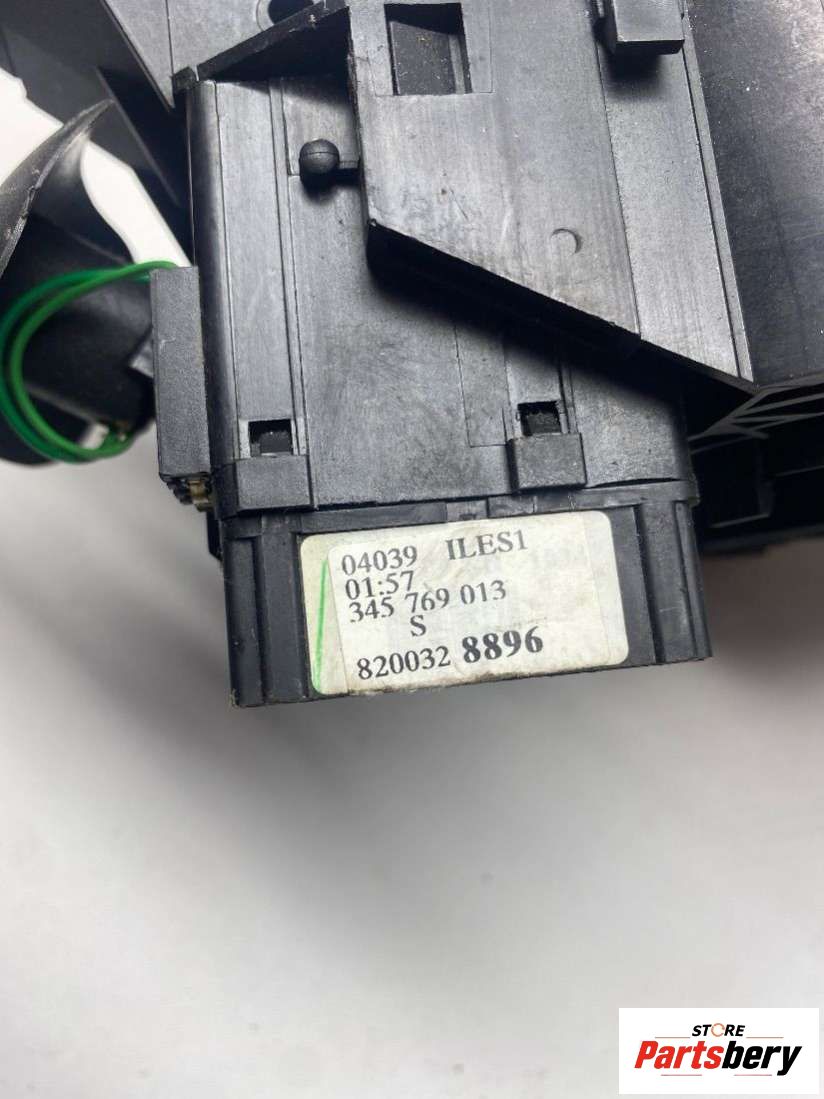 04039 ILES1
01:57
345 769 013
S
820032 8896
STORE
Partsbery